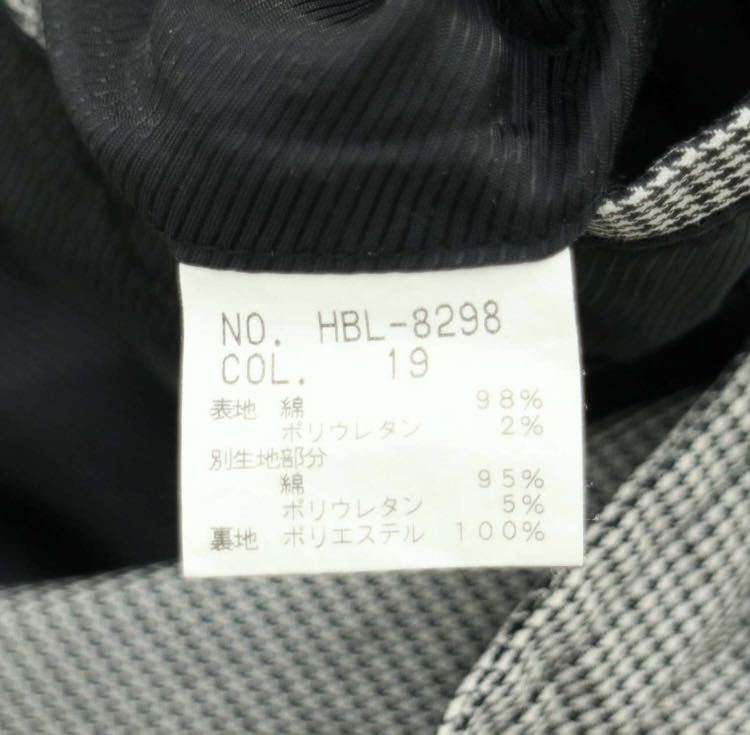 NO. HBL-8298
COL. 19
表地 綿 98%
ポリウレタン 2%
別生地部分
綿 95%
ポリウレタン 5%
裏地 ポリエステル 100%